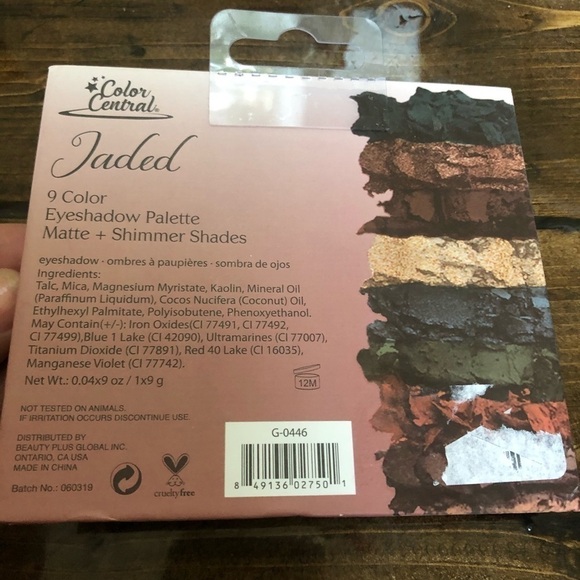 Color
Central®
Jaded
9 Color
Eyeshadow Palette
Matte + Shimmer Shades
eyeshadow - ombres à paupières - sombra de ojos
Ingredients:
Talc, Mica, Magnesium Myristate, Kaolin, Mineral Oil
(Paraffinum Liquidum), Cocos Nucifera (Coconut) Oil,
Ethylhexyl Palmitate, Polyisobutene, Phenoxyethanol.
May Contain(+/-): Iron Oxides(CI 77491, CI 77492,
CI 77499),Blue 1 Lake (CI 42090), Ultramarines (CI 77007),
Titanium Dioxide (CI 77891), Red 40 Lake (CI 16035),
Manganese Violet (CI 77742).
Net Wt.: 0.04x9 oz / 1x9 g
12M
NOT TESTED ON ANIMALS.
IF IRRITATION OCCURS DISCONTINUE USE.
DISTRIBUTED BY
BEAUTY PLUS GLOBAL INC.
ONTARIO, CA USA
MADE IN CHINA
Batch No.: 060319
cruelty free
G-0446
8 49136 02750 1